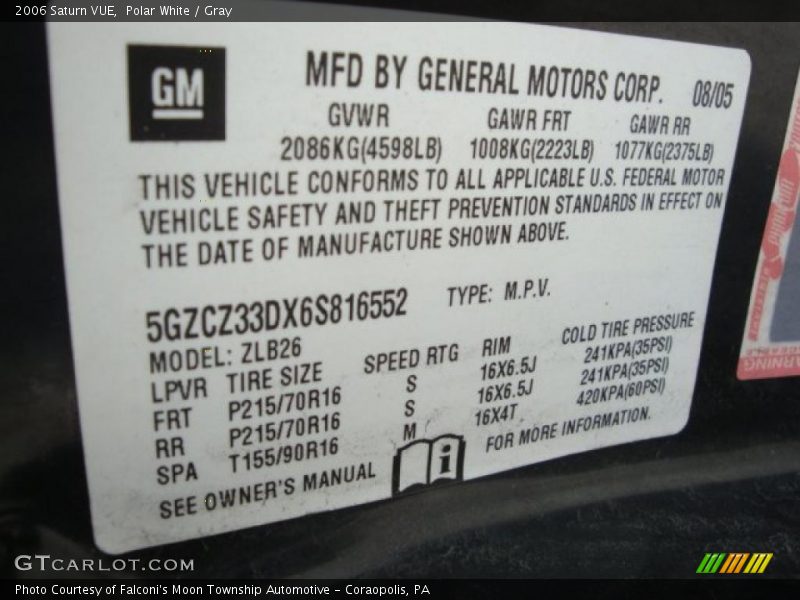 2006 Saturn VUE,  Polar White / Gray
GM
MFD BY GENERAL MOTORS CORP. 08/05
GVWR GAWR FRT GAWR RR
2086KG(4598LB) 1008KG(2223LB) 1077KG(2375LB)
THIS VEHICLE CONFORMS TO ALL APPLICABLE U.S. FEDERAL MOTOR
VEHICLE SAFETY AND THEFT PREVENTION STANDARDS IN EFFECT ON
THE DATE OF MANUFACTURE SHOWN ABOVE.
5GZCZ33DX6S816552 TYPE: M.P.V.
MODEL: ZLB26
LPVR TIRE SIZE SPEED RTG RIM COLD TIRE PRESSURE
FRT P215/70R16 S 16X6.5J 241KPA(35PSI)
RR P215/70R16 S 16X6.5J 241KPA(35PSI)
SPA T155/90R16 M 16X4T 420KPA(60PSI)
SEE OWNER'S MANUAL i FOR MORE INFORMATION.
WARNING
GTCARLOT.COM
Photo Courtesy of Falconi's Moon Township Automotive - Coraopolis, PA